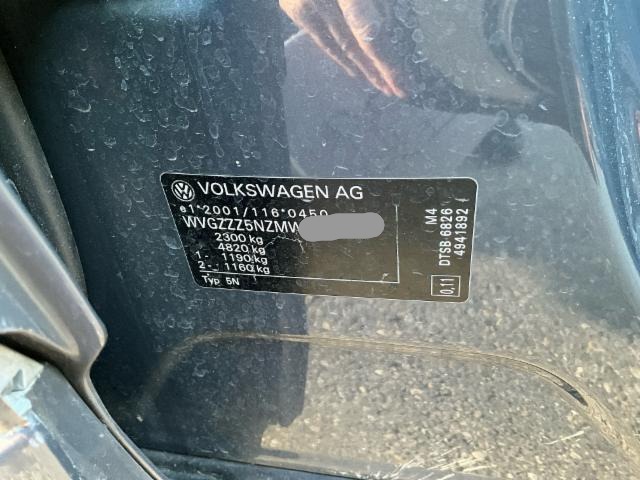 VOLKSWAGEN AG
e1*2001/116*0450
WVGZZZ5NZMW
2300 kg
4820 kg
1- 1190 kg
2- 1160 kg
Typ 5N
M4
DTSB-6826
4941892
0,11